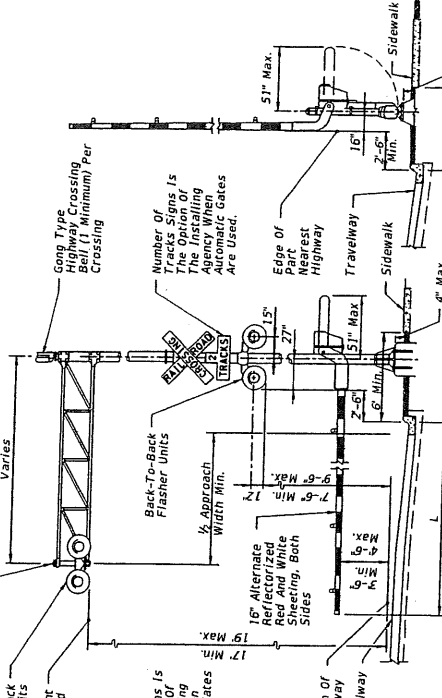 Varies
Gong Type
Highway Crossing
Bell (1 Minimum) Per
Crossing
Number Of
Tracks Signs Is
The Option Of
The Installing
Agency When
Automatic Gates
Are Used.
RAILROAD
CROSSING
2
TRACKS
Back-To-Back
Flasher Units
15"
27"
12"
½ Approach
Width Min.
7'-6" Min.
9'-6" Max.
16" Alternate
Reflectorized
Red And White
Sheeting, Both
Sides
3'-6"
Min.
4'-6"
Max.
17' Min.
19' Max.
51" Max
2'-6"
6' Min.
Sidewalk
4" Max
L
Edge Of
Part
Nearest
Highway
Travelway
51" Max.
16"
2'-6"
Min.
Sidewalk